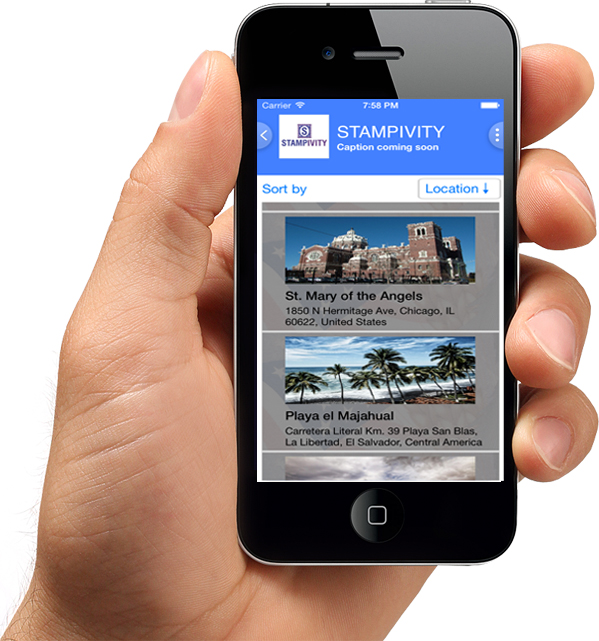 Carrier 7:58 PM
S
STAMPIVITY
STAMPIVITY
Caption coming soon
Sort by Location↓
St. Mary of the Angels
1850 N Hermitage Ave, Chicago, IL
60622, United States
Playa el Majahual
Carretera Literal Km. 39 Playa San Blas,
La Libertad, El Salvador, Central America